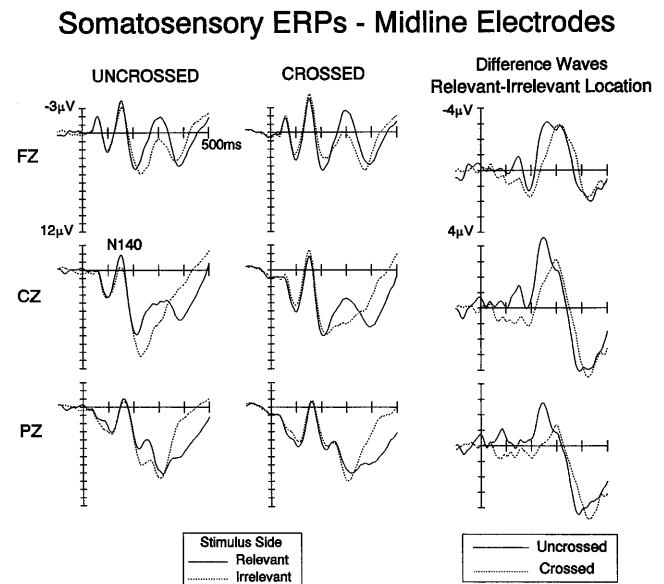 Somatosensory ERPs - Midline Electrodes
UNCROSSED
CROSSED
Difference Waves
Relevant-Irrelevant Location
-3µV
-4µV
500ms
FZ
12µV
4µV
N140
CZ
PZ
Stimulus Side
Relevant
Irrelevant
Uncrossed
Crossed